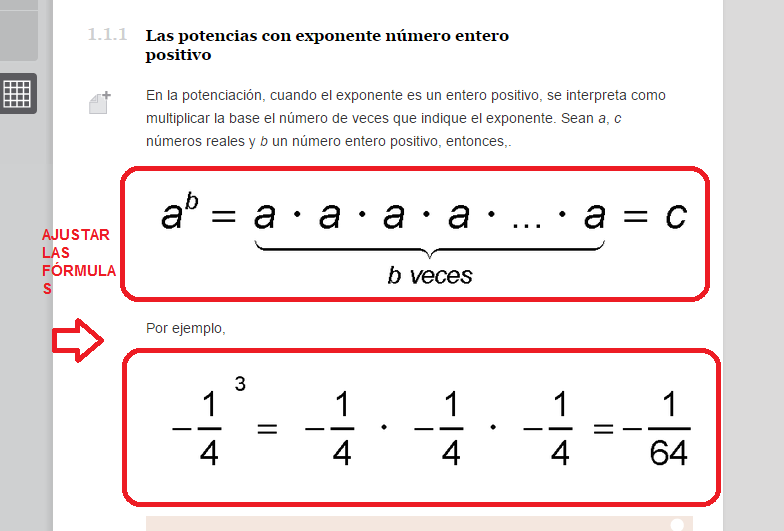 1.1.1 Las potencias con exponente número entero
positivo
En la potenciación, cuando el exponente es un entero positivo, se interpreta como
multiplicar la base el número de veces que indique el exponente. Sean a, c
números reales y b un número entero positivo, entonces,.
a^b = a · a · a · a · ... · a = c
b veces
AJUSTAR
LAS
FÓRMULA
S
Por ejemplo,
-1/4 ^3 = -1/4 · -1/4 · -1/4 = -1/64